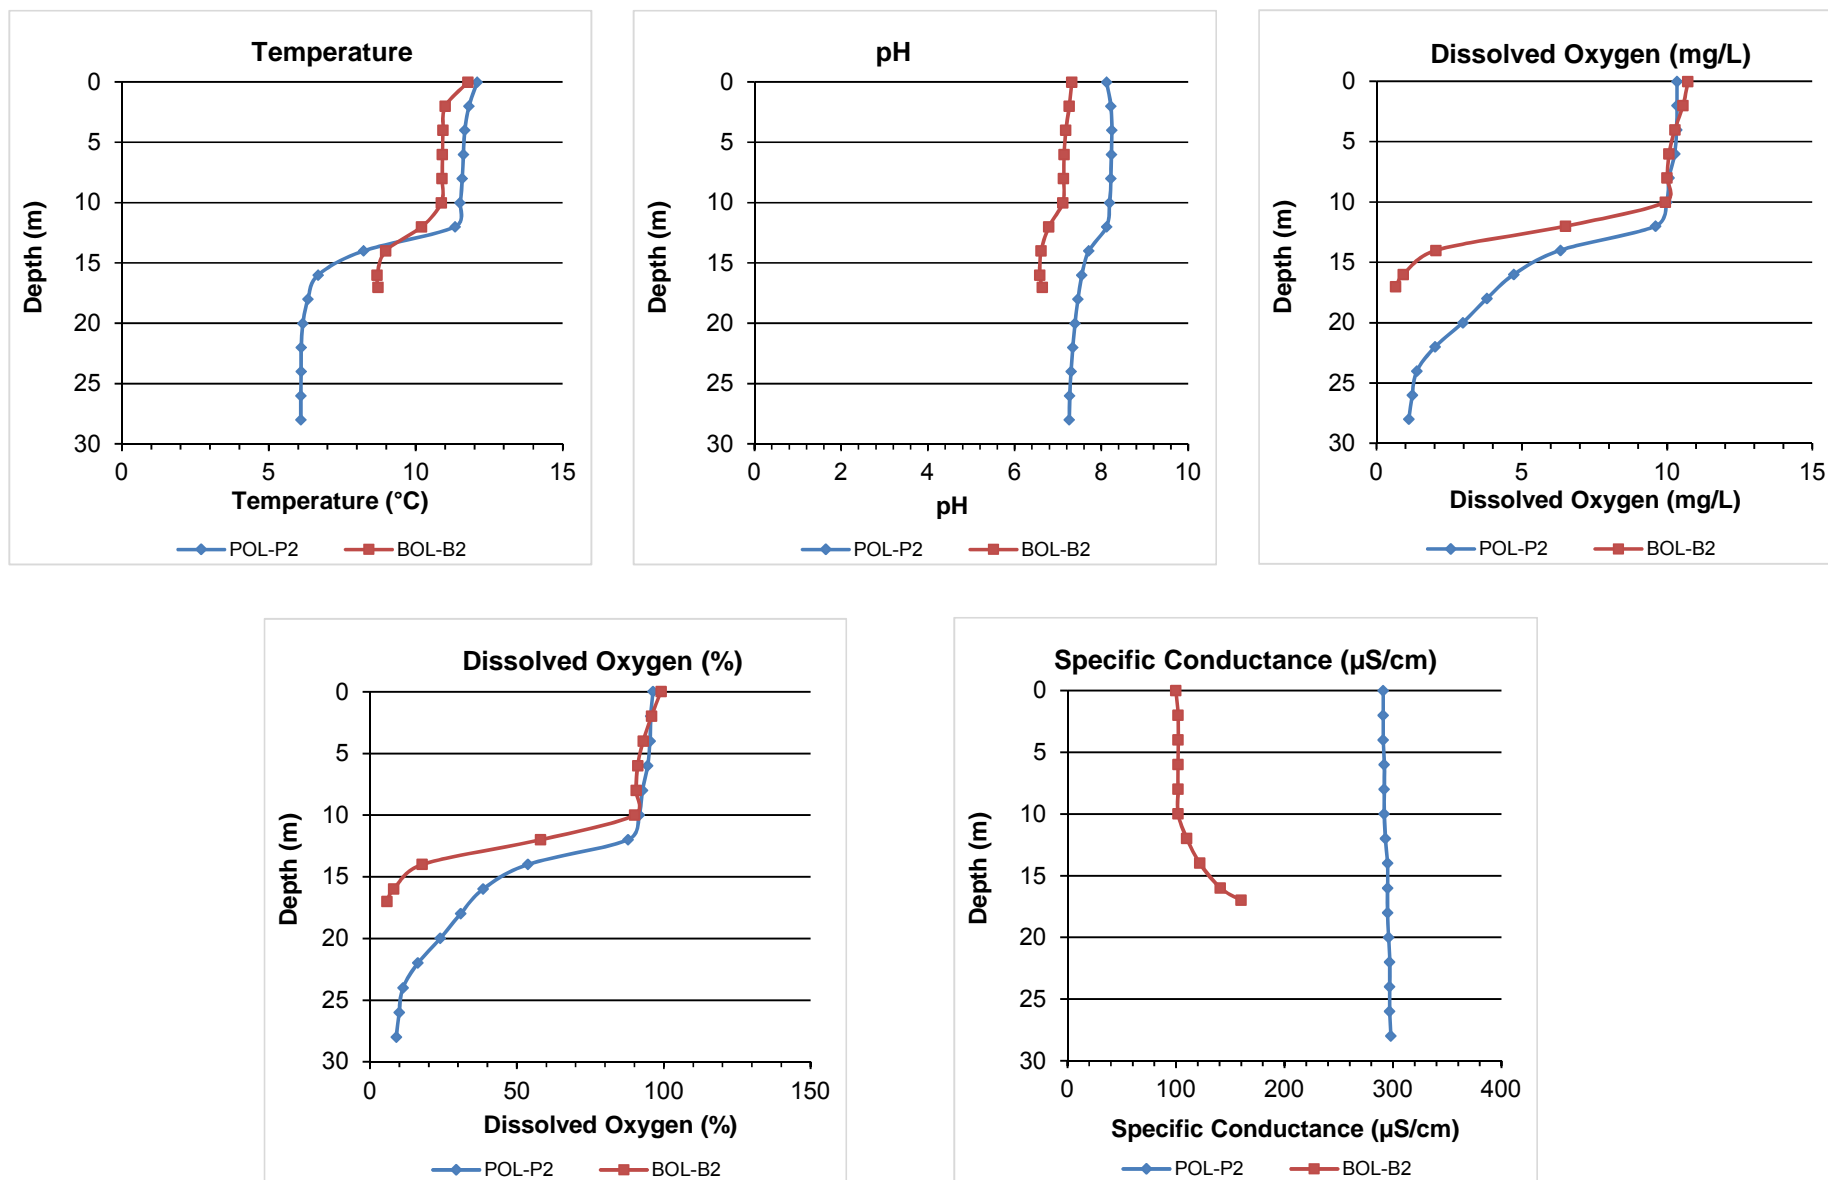 Temperature
0
5
10
15
20
25
30
Depth (m)
0 5 10 15
Temperature (°C)
POL-P2 BOL-B2
pH
0
5
10
15
20
25
30
Depth (m)
0 2 4 6 8 10
pH
POL-P2 BOL-B2
Dissolved Oxygen (mg/L)
0
5
10
15
20
25
30
Depth (m)
0 5 10 15
Dissolved Oxygen (mg/L)
POL-P2 BOL-B2
Dissolved Oxygen (%)
0
5
10
15
20
25
30
Depth (m)
0 50 100 150
Dissolved Oxygen (%)
POL-P2 BOL-B2
Specific Conductance (µS/cm)
0
5
10
15
20
25
30
Depth (m)
0 100 200 300 400
Specific Conductance (µS/cm)
POL-P2 BOL-B2